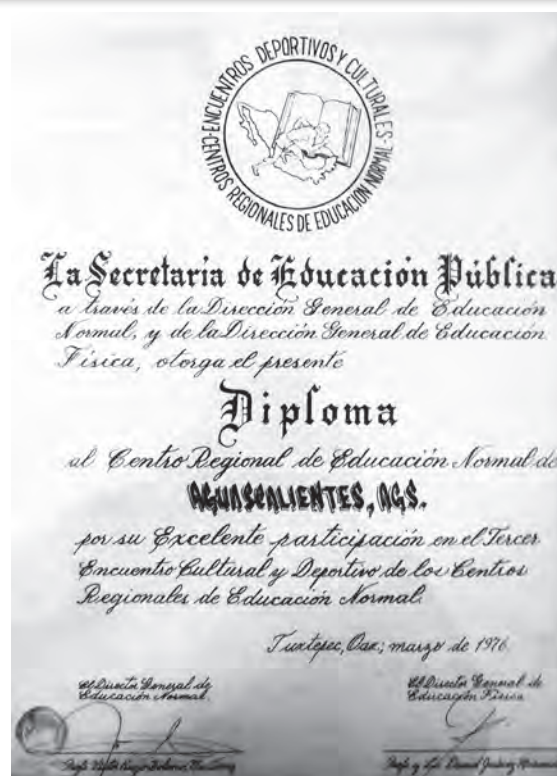 ENCUENTROS DEPORTIVOS Y CULTURALES-
CENTROS REGIONALES DE EDUCACIÓN NORMAL-
La Secretaría de Educación Pública
a través de la Dirección General de Educación
Normal, y de la Dirección General de Educación
Física, otorga el presente
Diploma
al Centro Regional de Educación Normal de
AGUASCALIENTES, AGS.
por su Excelente participación en el Tercer
Encuentro Cultural y Deportivo de los Centros
Regionales de Educación Normal.
Tuxtepec, Oax; marzo de 1976.
El Director General de
Educación Normal.
El Director General de
Educación Física